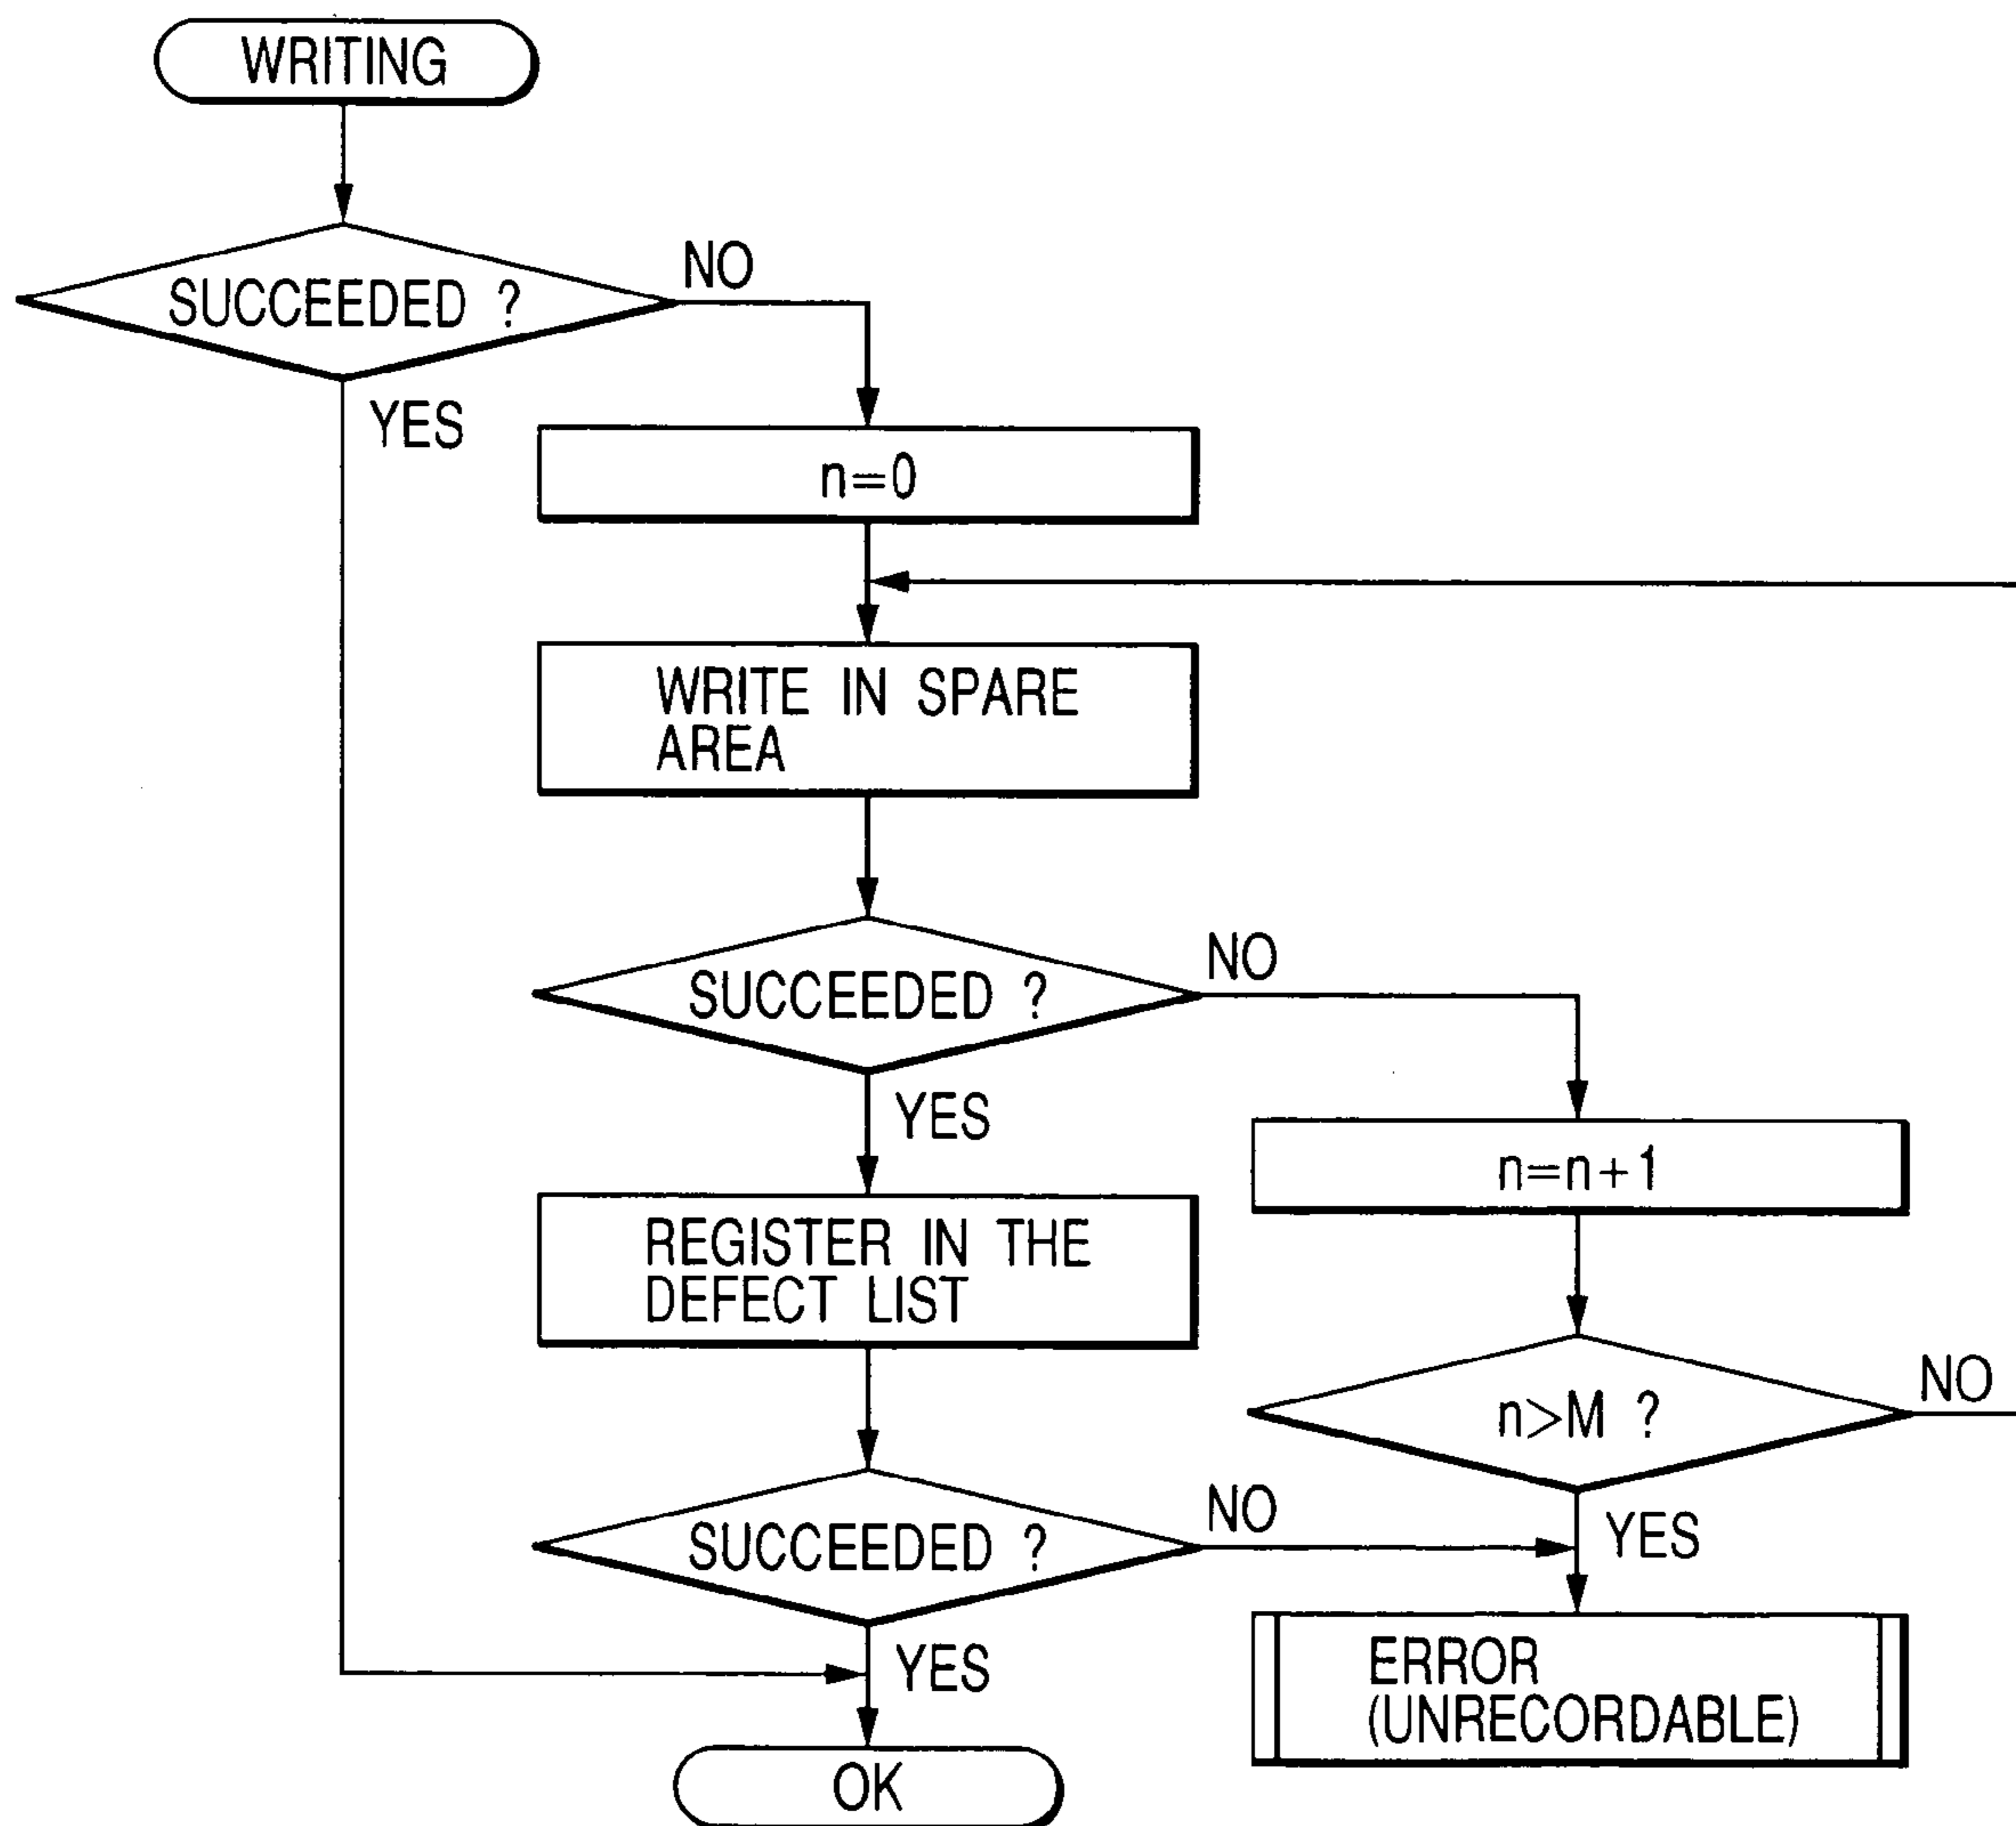 WRITING
SUCCEEDED ?
NO
YES
n=0
WRITE IN SPARE
AREA
SUCCEEDED ?
NO
YES
n=n+1
REGISTER IN THE
DEFECT LIST
n>M ?
NO
SUCCEEDED ?
NO
YES
YES
ERROR
(UNRECORDABLE)
OK